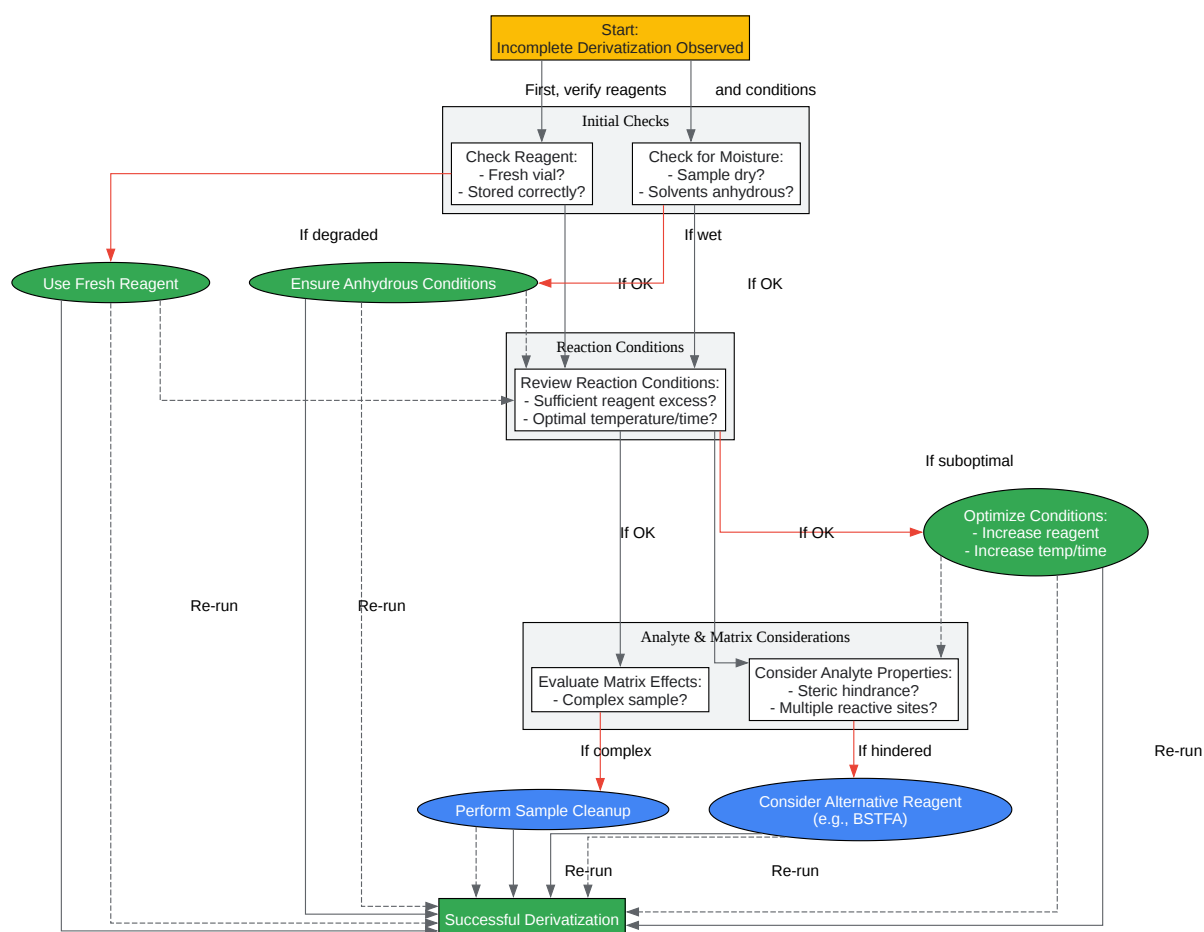 Start:
Incomplete Derivatization Observed
First, verify reagents
and conditions
Initial Checks
Check Reagent:
- Fresh vial?
- Stored correctly?
Check for Moisture:
- Sample dry?
- Solvents anhydrous?
If degraded
If wet
Use Fresh Reagent
Ensure Anhydrous Conditions
If OK
If OK
Reaction Conditions
Review Reaction Conditions:
- Sufficient reagent excess?
- Optimal temperature/time?
If suboptimal
Optimize Conditions:
- Increase reagent
- Increase temp/time
If OK
If OK
Re-run
Re-run
Analyte & Matrix Considerations
Evaluate Matrix Effects:
- Complex sample?
Consider Analyte Properties:
- Steric hindrance?
- Multiple reactive sites?
If complex
If hindered
Re-run
Perform Sample Cleanup
Consider Alternative Reagent
(e.g., BSTFA)
Re-run
Re-run
Successful Derivatization